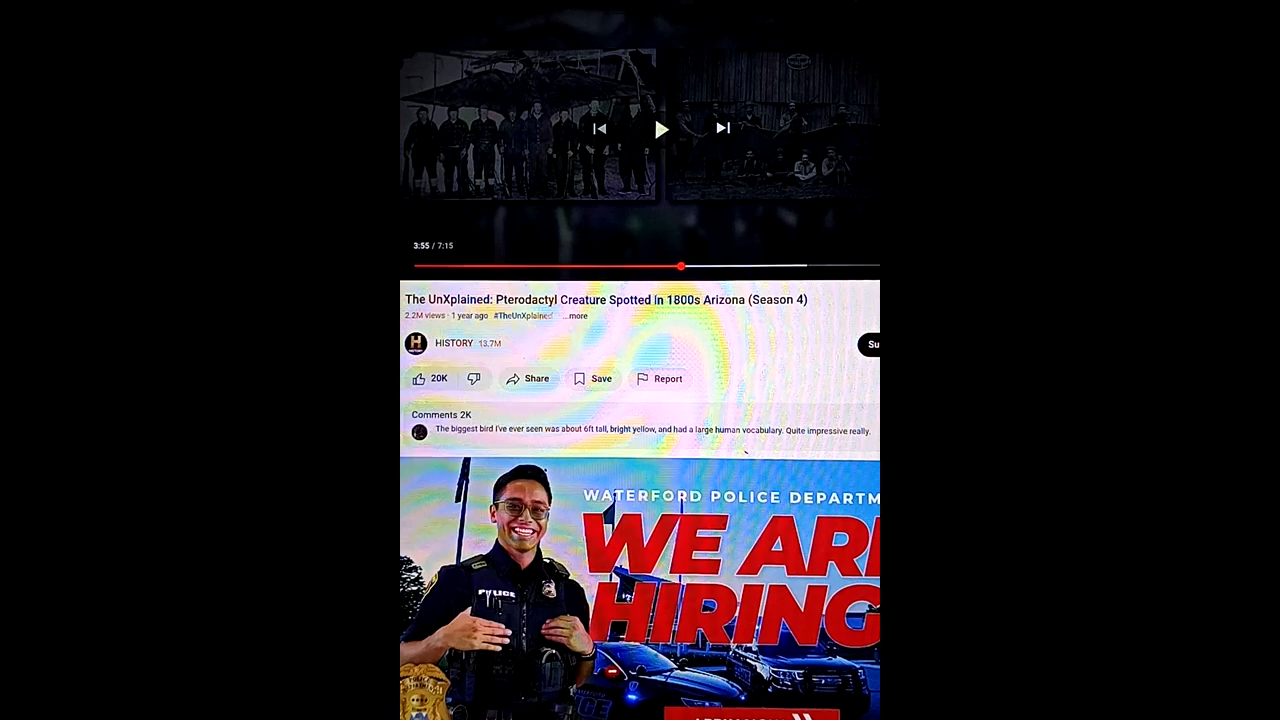 3:55 / 7:15
The UnXplained: Pterodactyl Creature Spotted in 1800s Arizona (Season 4)
2.2M views · 1 year ago #TheUnXplained ...more
H
HISTORY
HISTORY 13.7M
Su
20K
Share
Save
Report
Comments 2K
The biggest bird I've ever seen was about 6ft tall, bright yellow, and had a large human vocabulary. Quite impressive really.
WATERFORD POLICE DEPARTM
WE ARE
HIRING
POLICE